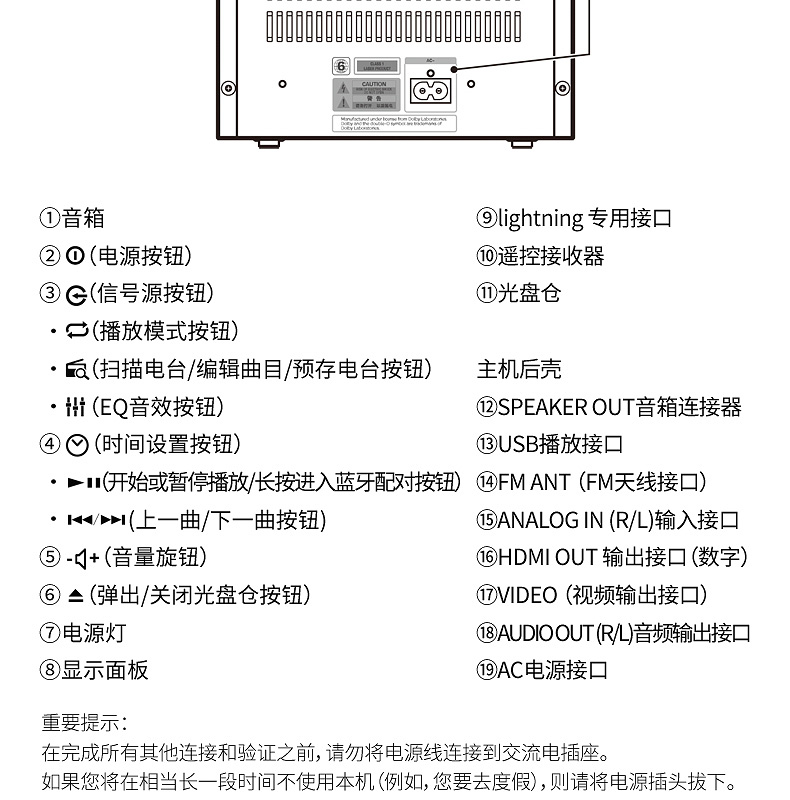 6
CLASS 1
LASER PRODUCT
AC~
CAUTION
警 告
Manufactured under license from Dolby Laboratories.
Dolby and the double-D symbol are trademarks of
Dolby Laboratories.
①音箱
②（电源按钮）
③（信号源按钮）
・（播放模式按钮）
・（扫描电台/编辑曲目/预存电台按钮）
・（EQ音效按钮）
④（时间设置按钮）
・（开始或暂停播放/长按进入蓝牙配对按钮）
・/(上一曲/下一曲按钮)
⑤ - +（音量旋钮）
⑥（弹出/关闭光盘仓按钮）
⑦电源灯
⑧显示面板
⑨lightning 专用接口
⑩遥控接收器
⑪光盘仓
主机后壳
⑫SPEAKER OUT音箱连接器
⑬USB播放接口
⑭FM ANT（FM天线接口）
⑮ANALOG IN (R/L)输入接口
⑯HDMI OUT 输出接口（数字）
⑰VIDEO（视频输出接口）
⑱AUDIO OUT (R/L)音频输出接口
⑲AC电源接口
重要提示：
在完成所有其他连接和验证之前，请勿将电源线连接到交流电插座。
如果您将在相当长一段时间不使用本机（例如，您要去度假），则请将电源插头拔下。